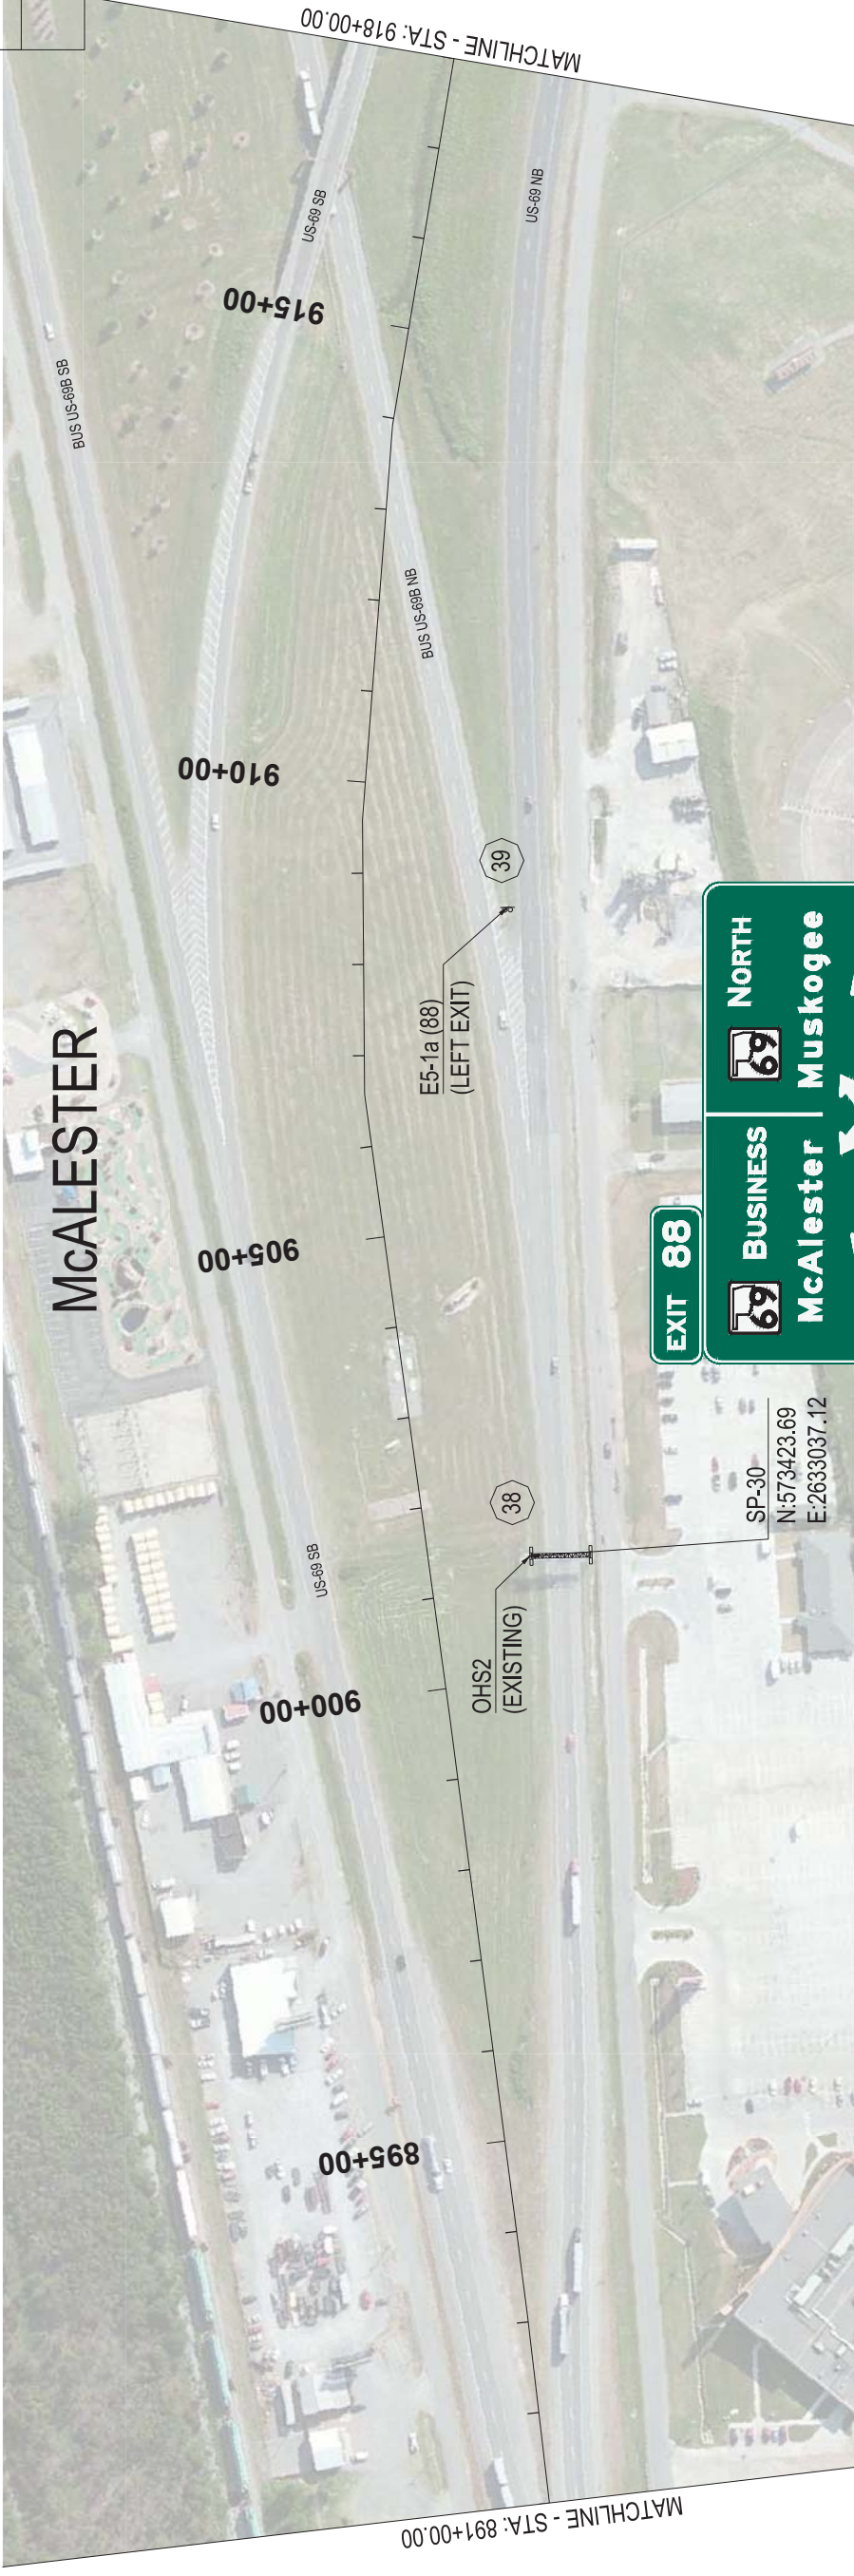 MATCHLINE - STA: 918+00.00
US-69 SB
US-69 NB
915+00
BUS US-69B SB
BUS US-69B NB
910+00
39
E5-1a (88)
(LEFT EXIT)
McALESTER
905+00
EXIT 88
69 BUSINESS
McAlester
69 NORTH
Muskogee
38
SP-30
N:573423.69
E:2633037.12
US-69 SB
OHS2
(EXISTING)
900+00
895+00
MATCHLINE - STA: 891+00.00